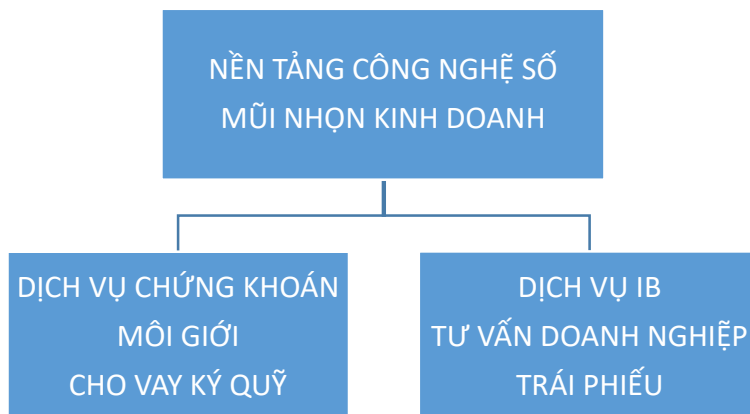 NỀN TẢNG CÔNG NGHỆ SỐ
MŨI NHỌN KINH DOANH
DỊCH VỤ CHỨNG KHOÁN
MÔI GIỚI
CHO VAY KÝ QUỸ
DỊCH VỤ IB
TƯ VẤN DOANH NGHIỆP
TRÁI PHIẾU